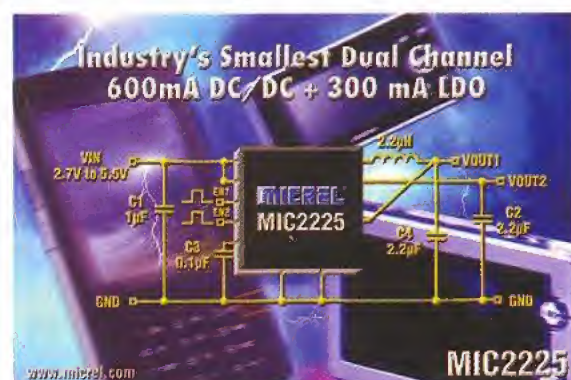 Industry's Smallest Dual Channel
600mA DC/DC + 300 mA LDO
VIN
2.7V to 5.5V
2.2µH
VOUT1
VOUT2
EN1
EN2
C1
1µF
MICREL
MIC2225
C2
2.2µF
C3
0.1µF
C4
2.2µF
GND
GND
www.micrel.com
MIC2225